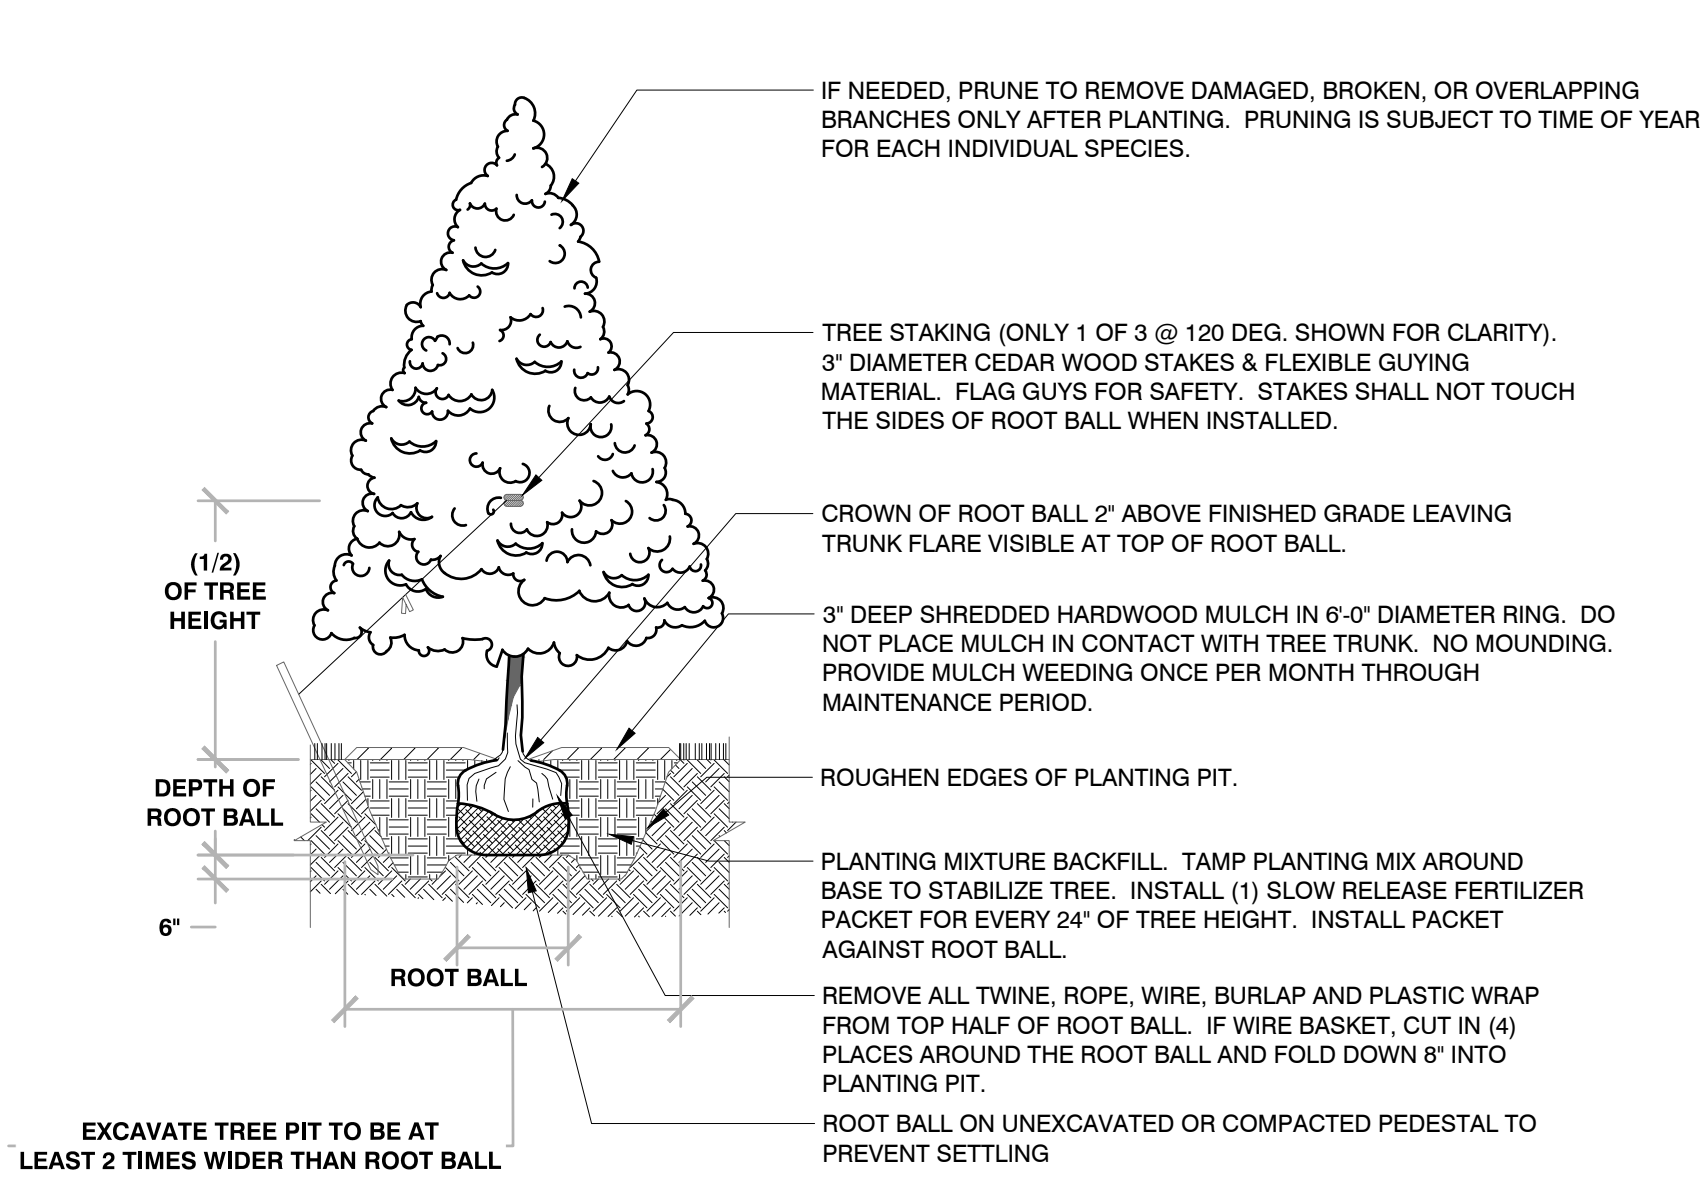 IF NEEDED, PRUNE TO REMOVE DAMAGED, BROKEN, OR OVERLAPPING
BRANCHES ONLY AFTER PLANTING. PRUNING IS SUBJECT TO TIME OF YEAR
FOR EACH INDIVIDUAL SPECIES.
TREE STAKING (ONLY 1 OF 3 @ 120 DEG. SHOWN FOR CLARITY).
3" DIAMETER CEDAR WOOD STAKES & FLEXIBLE GUYING
MATERIAL. FLAG GUYS FOR SAFETY. STAKES SHALL NOT TOUCH
THE SIDES OF ROOT BALL WHEN INSTALLED.
CROWN OF ROOT BALL 2" ABOVE FINISHED GRADE LEAVING
TRUNK FLARE VISIBLE AT TOP OF ROOT BALL.
(1/2)
OF TREE
HEIGHT
3" DEEP SHREDDED HARDWOOD MULCH IN 6'-0" DIAMETER RING. DO
NOT PLACE MULCH IN CONTACT WITH TREE TRUNK. NO MOUNDING.
PROVIDE MULCH WEEDING ONCE PER MONTH THROUGH
MAINTENANCE PERIOD.
ROUGHEN EDGES OF PLANTING PIT.
DEPTH OF
ROOT BALL
PLANTING MIXTURE BACKFILL. TAMP PLANTING MIX AROUND
BASE TO STABILIZE TREE. INSTALL (1) SLOW RELEASE FERTILIZER
PACKET FOR EVERY 24" OF TREE HEIGHT. INSTALL PACKET
AGAINST ROOT BALL.
6"
ROOT BALL
REMOVE ALL TWINE, ROPE, WIRE, BURLAP AND PLASTIC WRAP
FROM TOP HALF OF ROOT BALL. IF WIRE BASKET, CUT IN (4)
PLACES AROUND THE ROOT BALL AND FOLD DOWN 8" INTO
PLANTING PIT.
ROOT BALL ON UNEXCAVATED OR COMPACTED PEDESTAL TO
PREVENT SETTLING
EXCAVATE TREE PIT TO BE AT
LEAST 2 TIMES WIDER THAN ROOT BALL